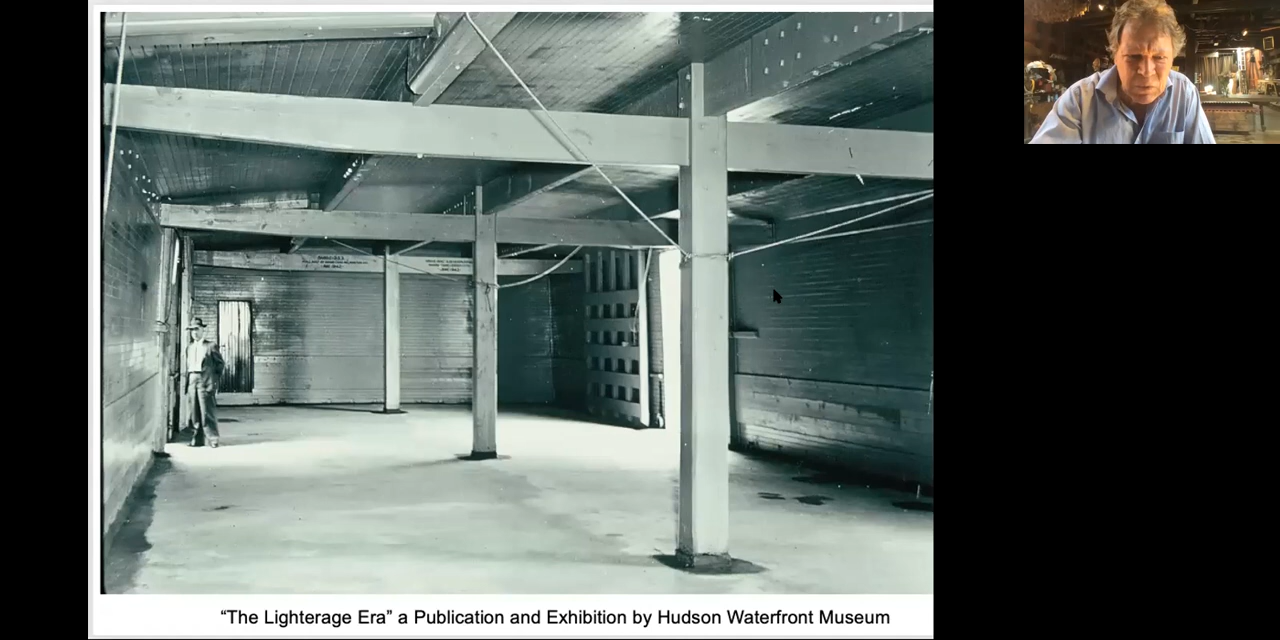 “The Lighterage Era” a Publication and Exhibition by Hudson Waterfront Museum